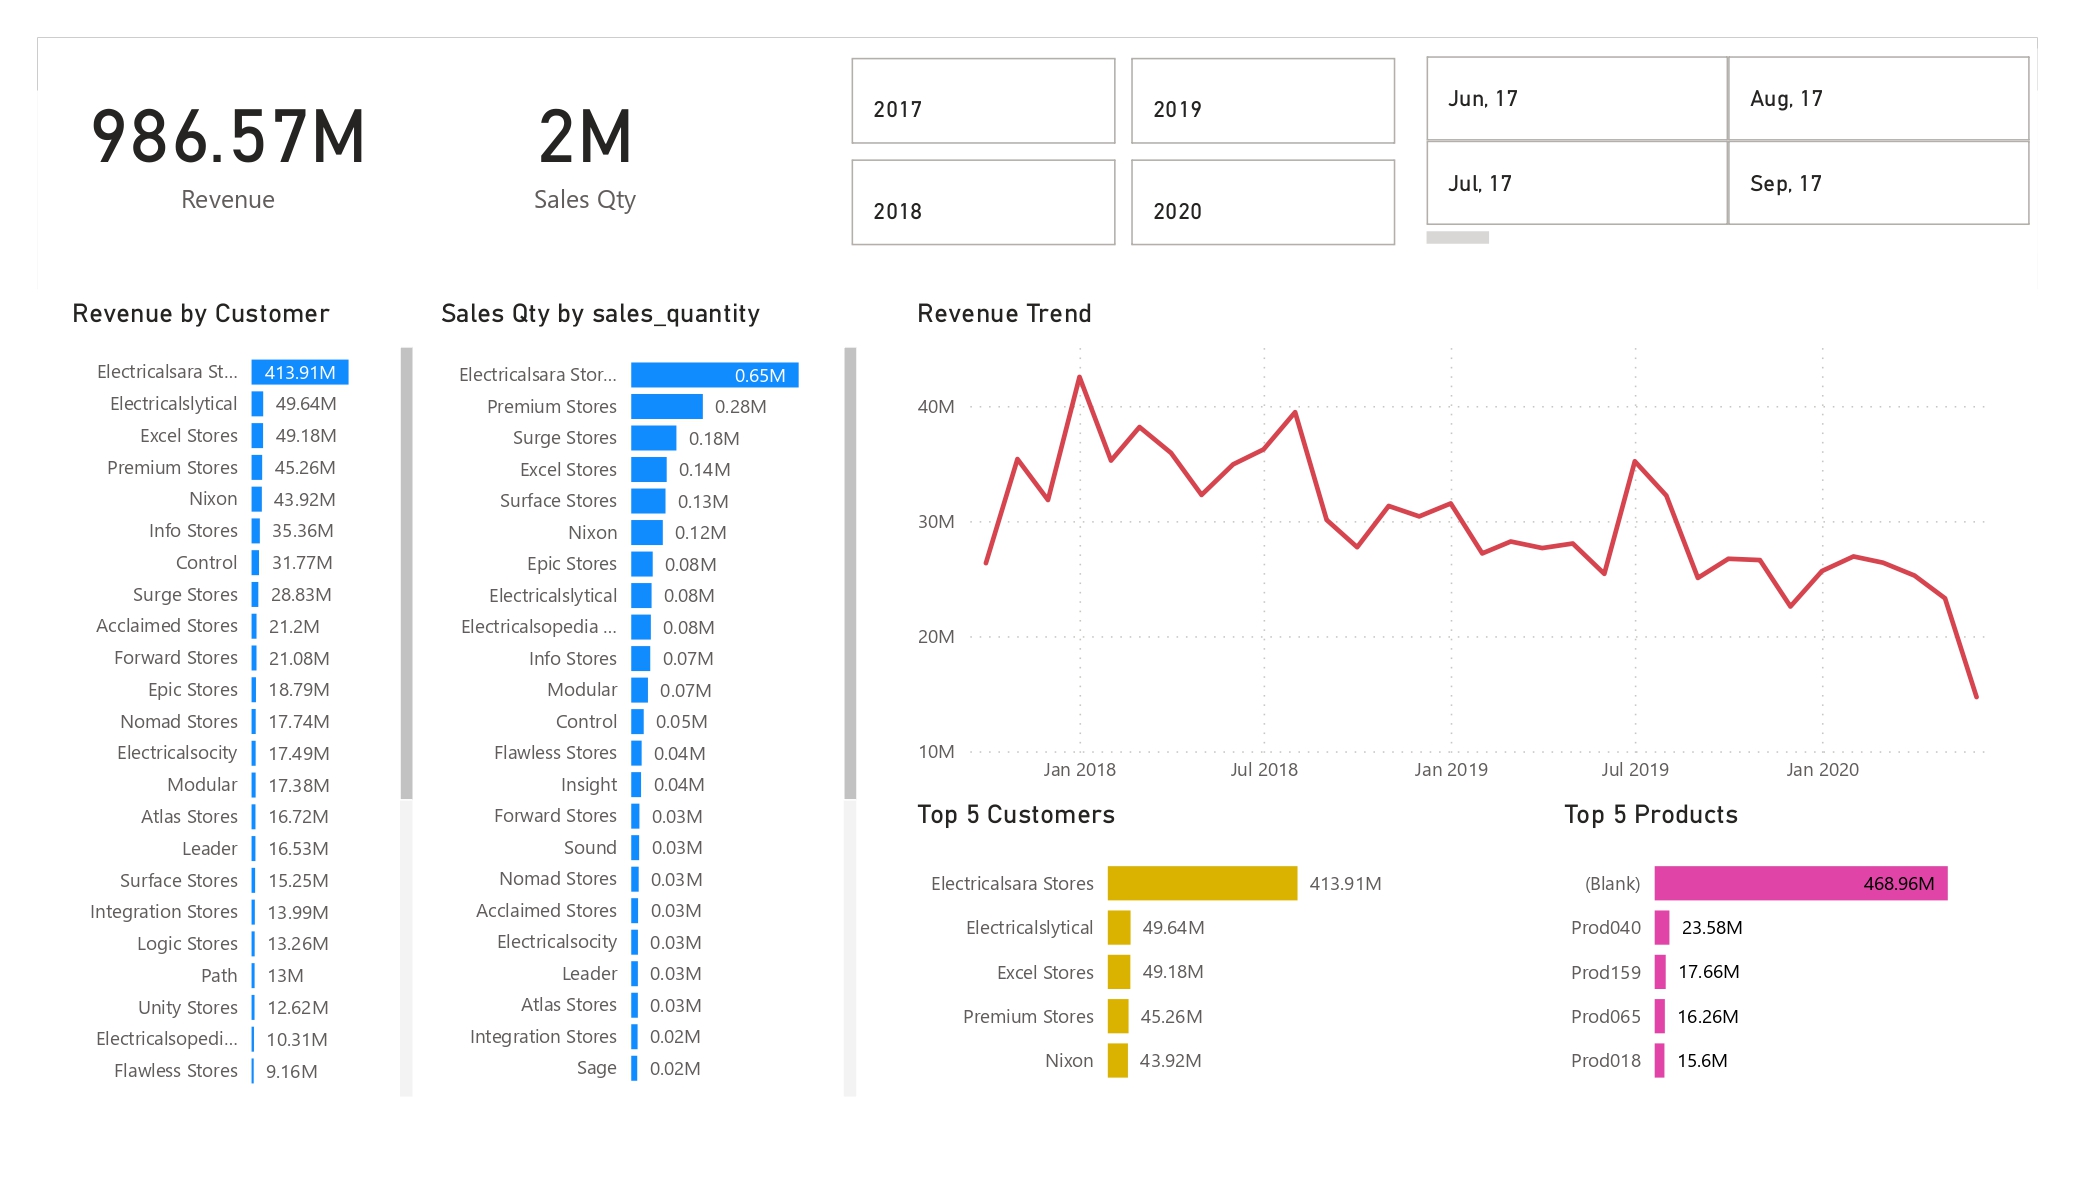 986.57M
Revenue
2M
Sales Qty
2017
2019
2018
2020
Jun, 17
Aug, 17
Jul, 17
Sep, 17
Revenue by Customer
Electricalsara St... 413.91M
Electricalslytical 49.64M
Excel Stores 49.18M
Premium Stores 45.26M
Nixon 43.92M
Info Stores 35.36M
Control 31.77M
Surge Stores 28.83M
Acclaimed Stores 21.2M
Forward Stores 21.08M
Epic Stores 18.79M
Nomad Stores 17.74M
Electricalsocity 17.49M
Modular 17.38M
Atlas Stores 16.72M
Leader 16.53M
Surface Stores 15.25M
Integration Stores 13.99M
Logic Stores 13.26M
Path 13M
Unity Stores 12.62M
Electricalsopedi... 10.31M
Flawless Stores 9.16M
Sales Qty by sales_quantity
Electricalsara Stor... 0.65M
Premium Stores 0.28M
Surge Stores 0.18M
Excel Stores 0.14M
Surface Stores 0.13M
Nixon 0.12M
Epic Stores 0.08M
Electricalslytical 0.08M
Electricalsopedia ... 0.08M
Info Stores 0.07M
Modular 0.07M
Control 0.05M
Flawless Stores 0.04M
Insight 0.04M
Forward Stores 0.03M
Sound 0.03M
Nomad Stores 0.03M
Acclaimed Stores 0.03M
Electricalsocity 0.03M
Leader 0.03M
Atlas Stores 0.03M
Integration Stores 0.02M
Sage 0.02M
Revenue Trend
40M
30M
20M
10M
Jan 2018 Jul 2018 Jan 2019 Jul 2019 Jan 2020
Top 5 Customers
Electricalsara Stores 413.91M
Electricalslytical 49.64M
Excel Stores 49.18M
Premium Stores 45.26M
Nixon 43.92M
Top 5 Products
(Blank) 468.96M
Prod040 23.58M
Prod159 17.66M
Prod065 16.26M
Prod018 15.6M